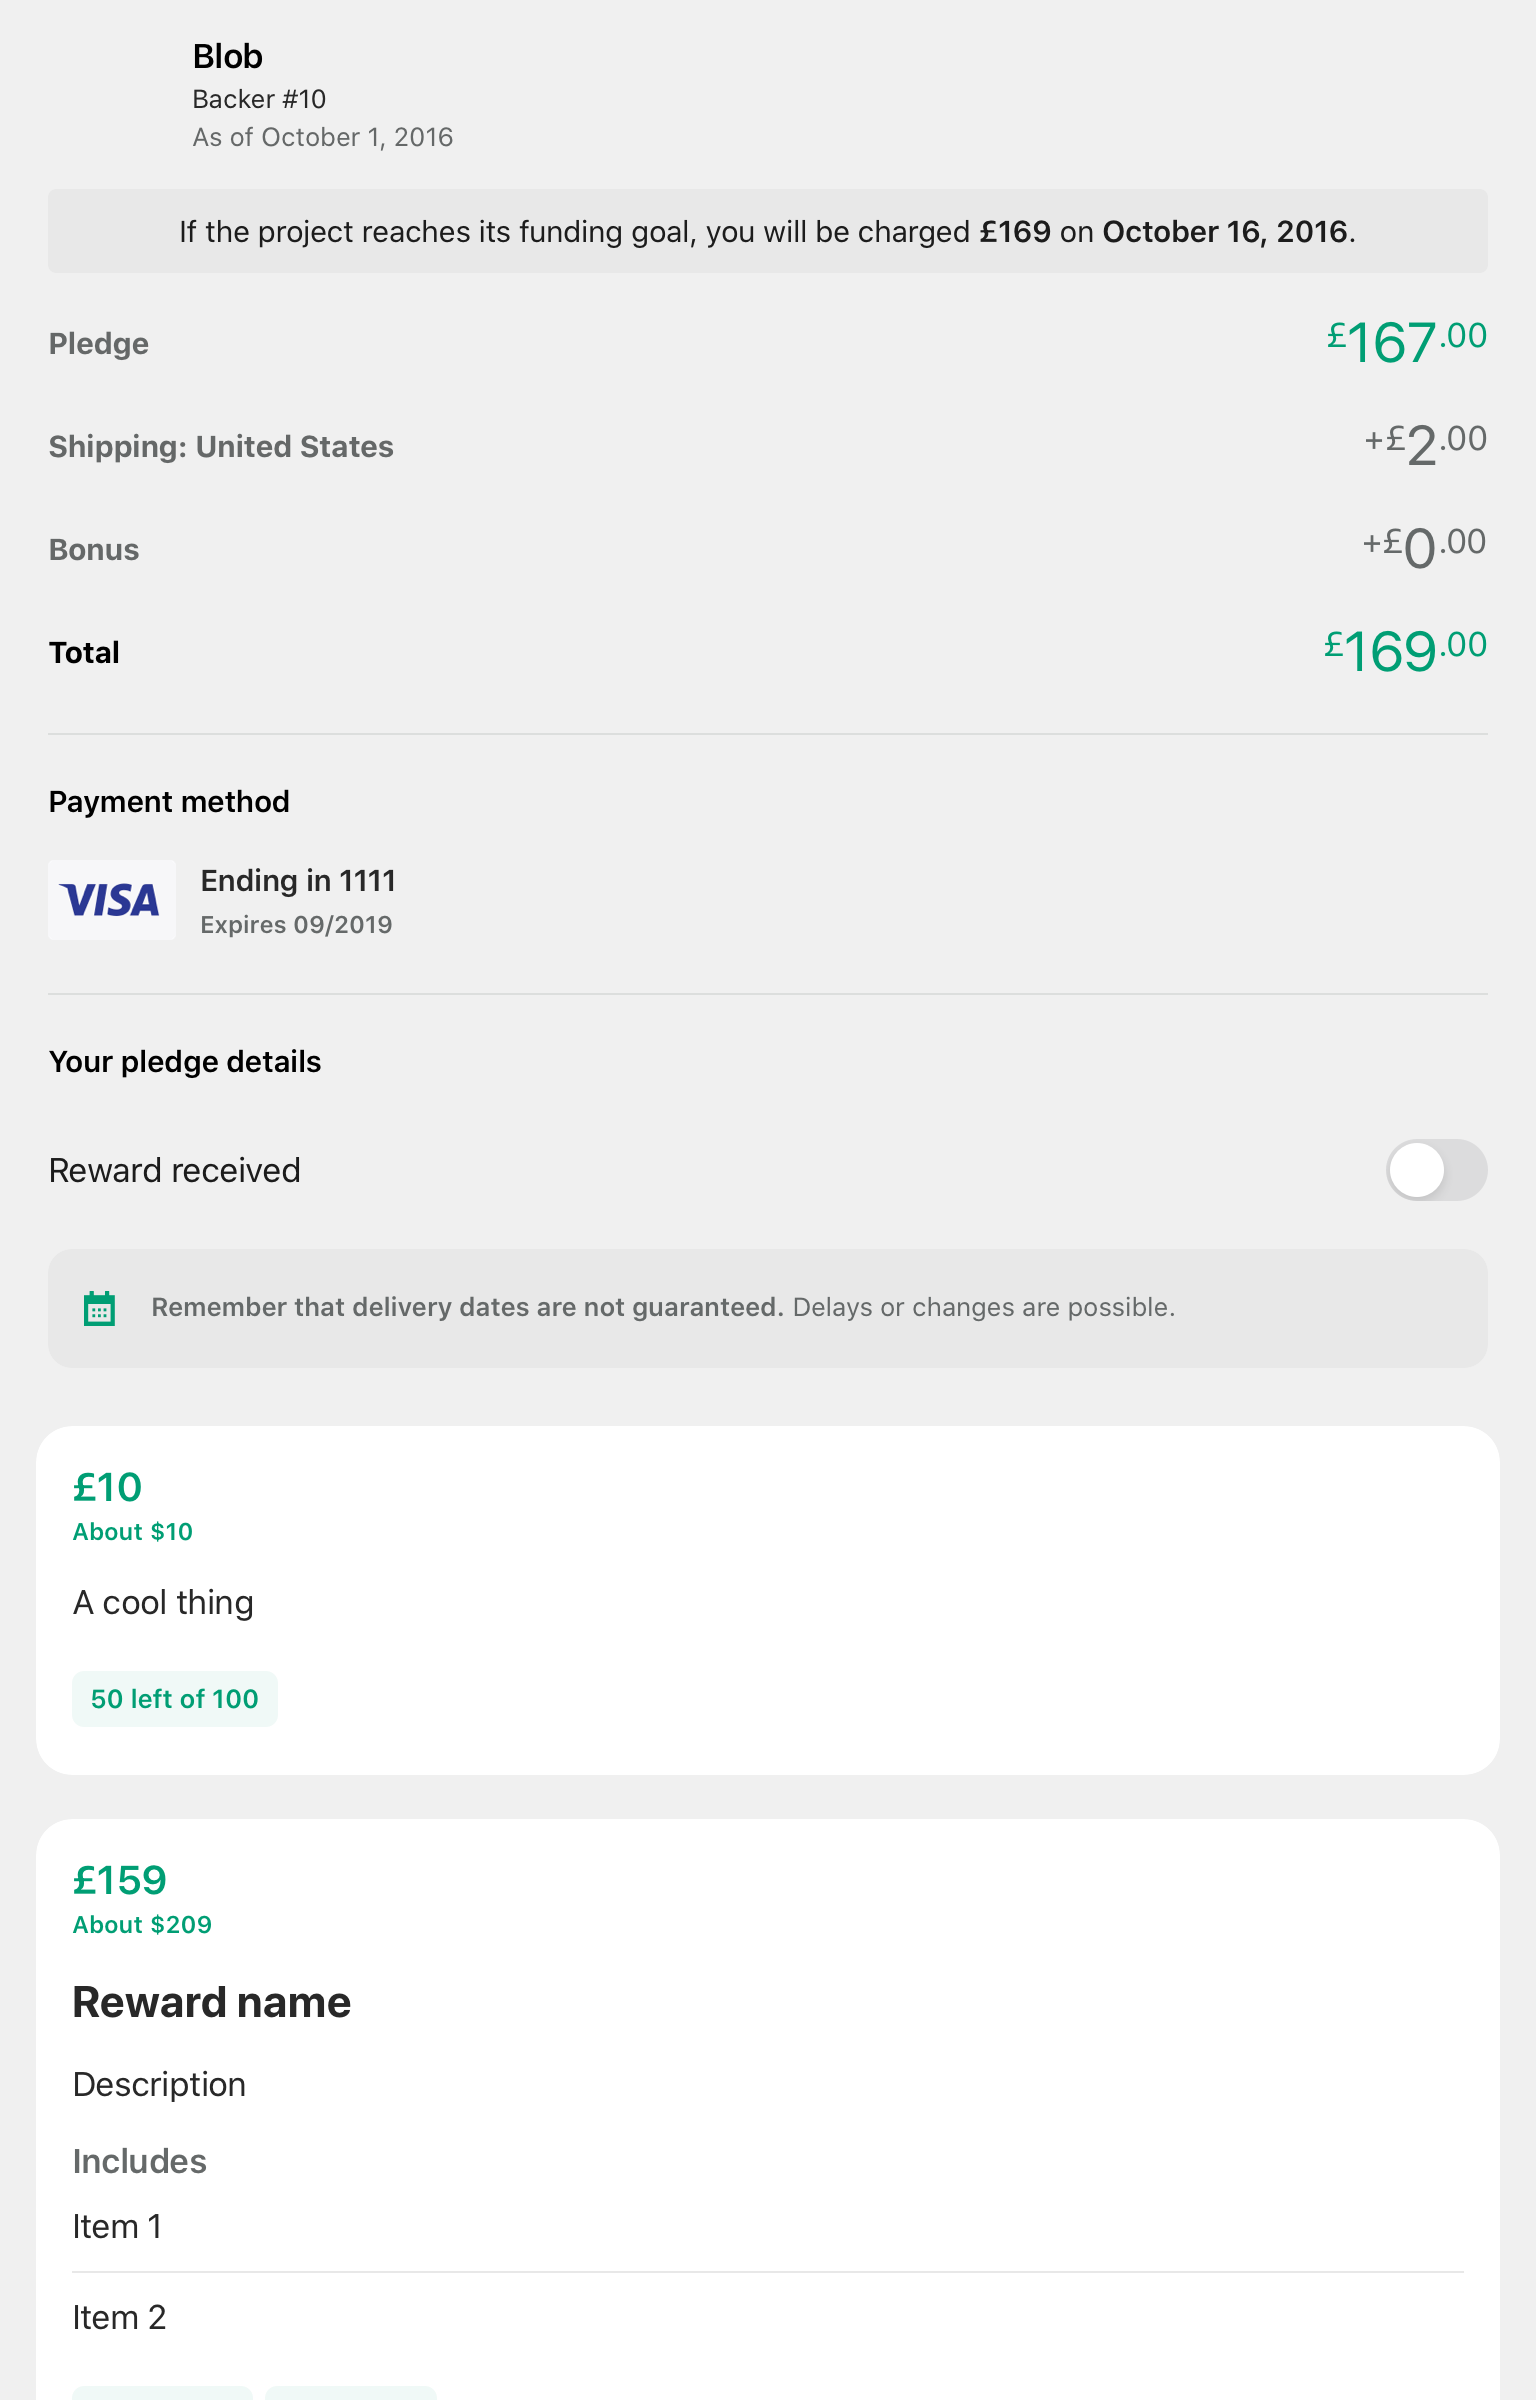 Blob
Backer #10
As of October 1, 2016
If the project reaches its funding goal, you will be charged £169 on October 16, 2016.
Pledge £167.00
Shipping: United States +£2.00
Bonus +£0.00
Total £169.00
Payment method
VISA Ending in 1111
Expires 09/2019
Your pledge details
Reward received
Remember that delivery dates are not guaranteed. Delays or changes are possible.
£10
About $10
A cool thing
50 left of 100
£159
About $209
Reward name
Description
Includes
Item 1
Item 2